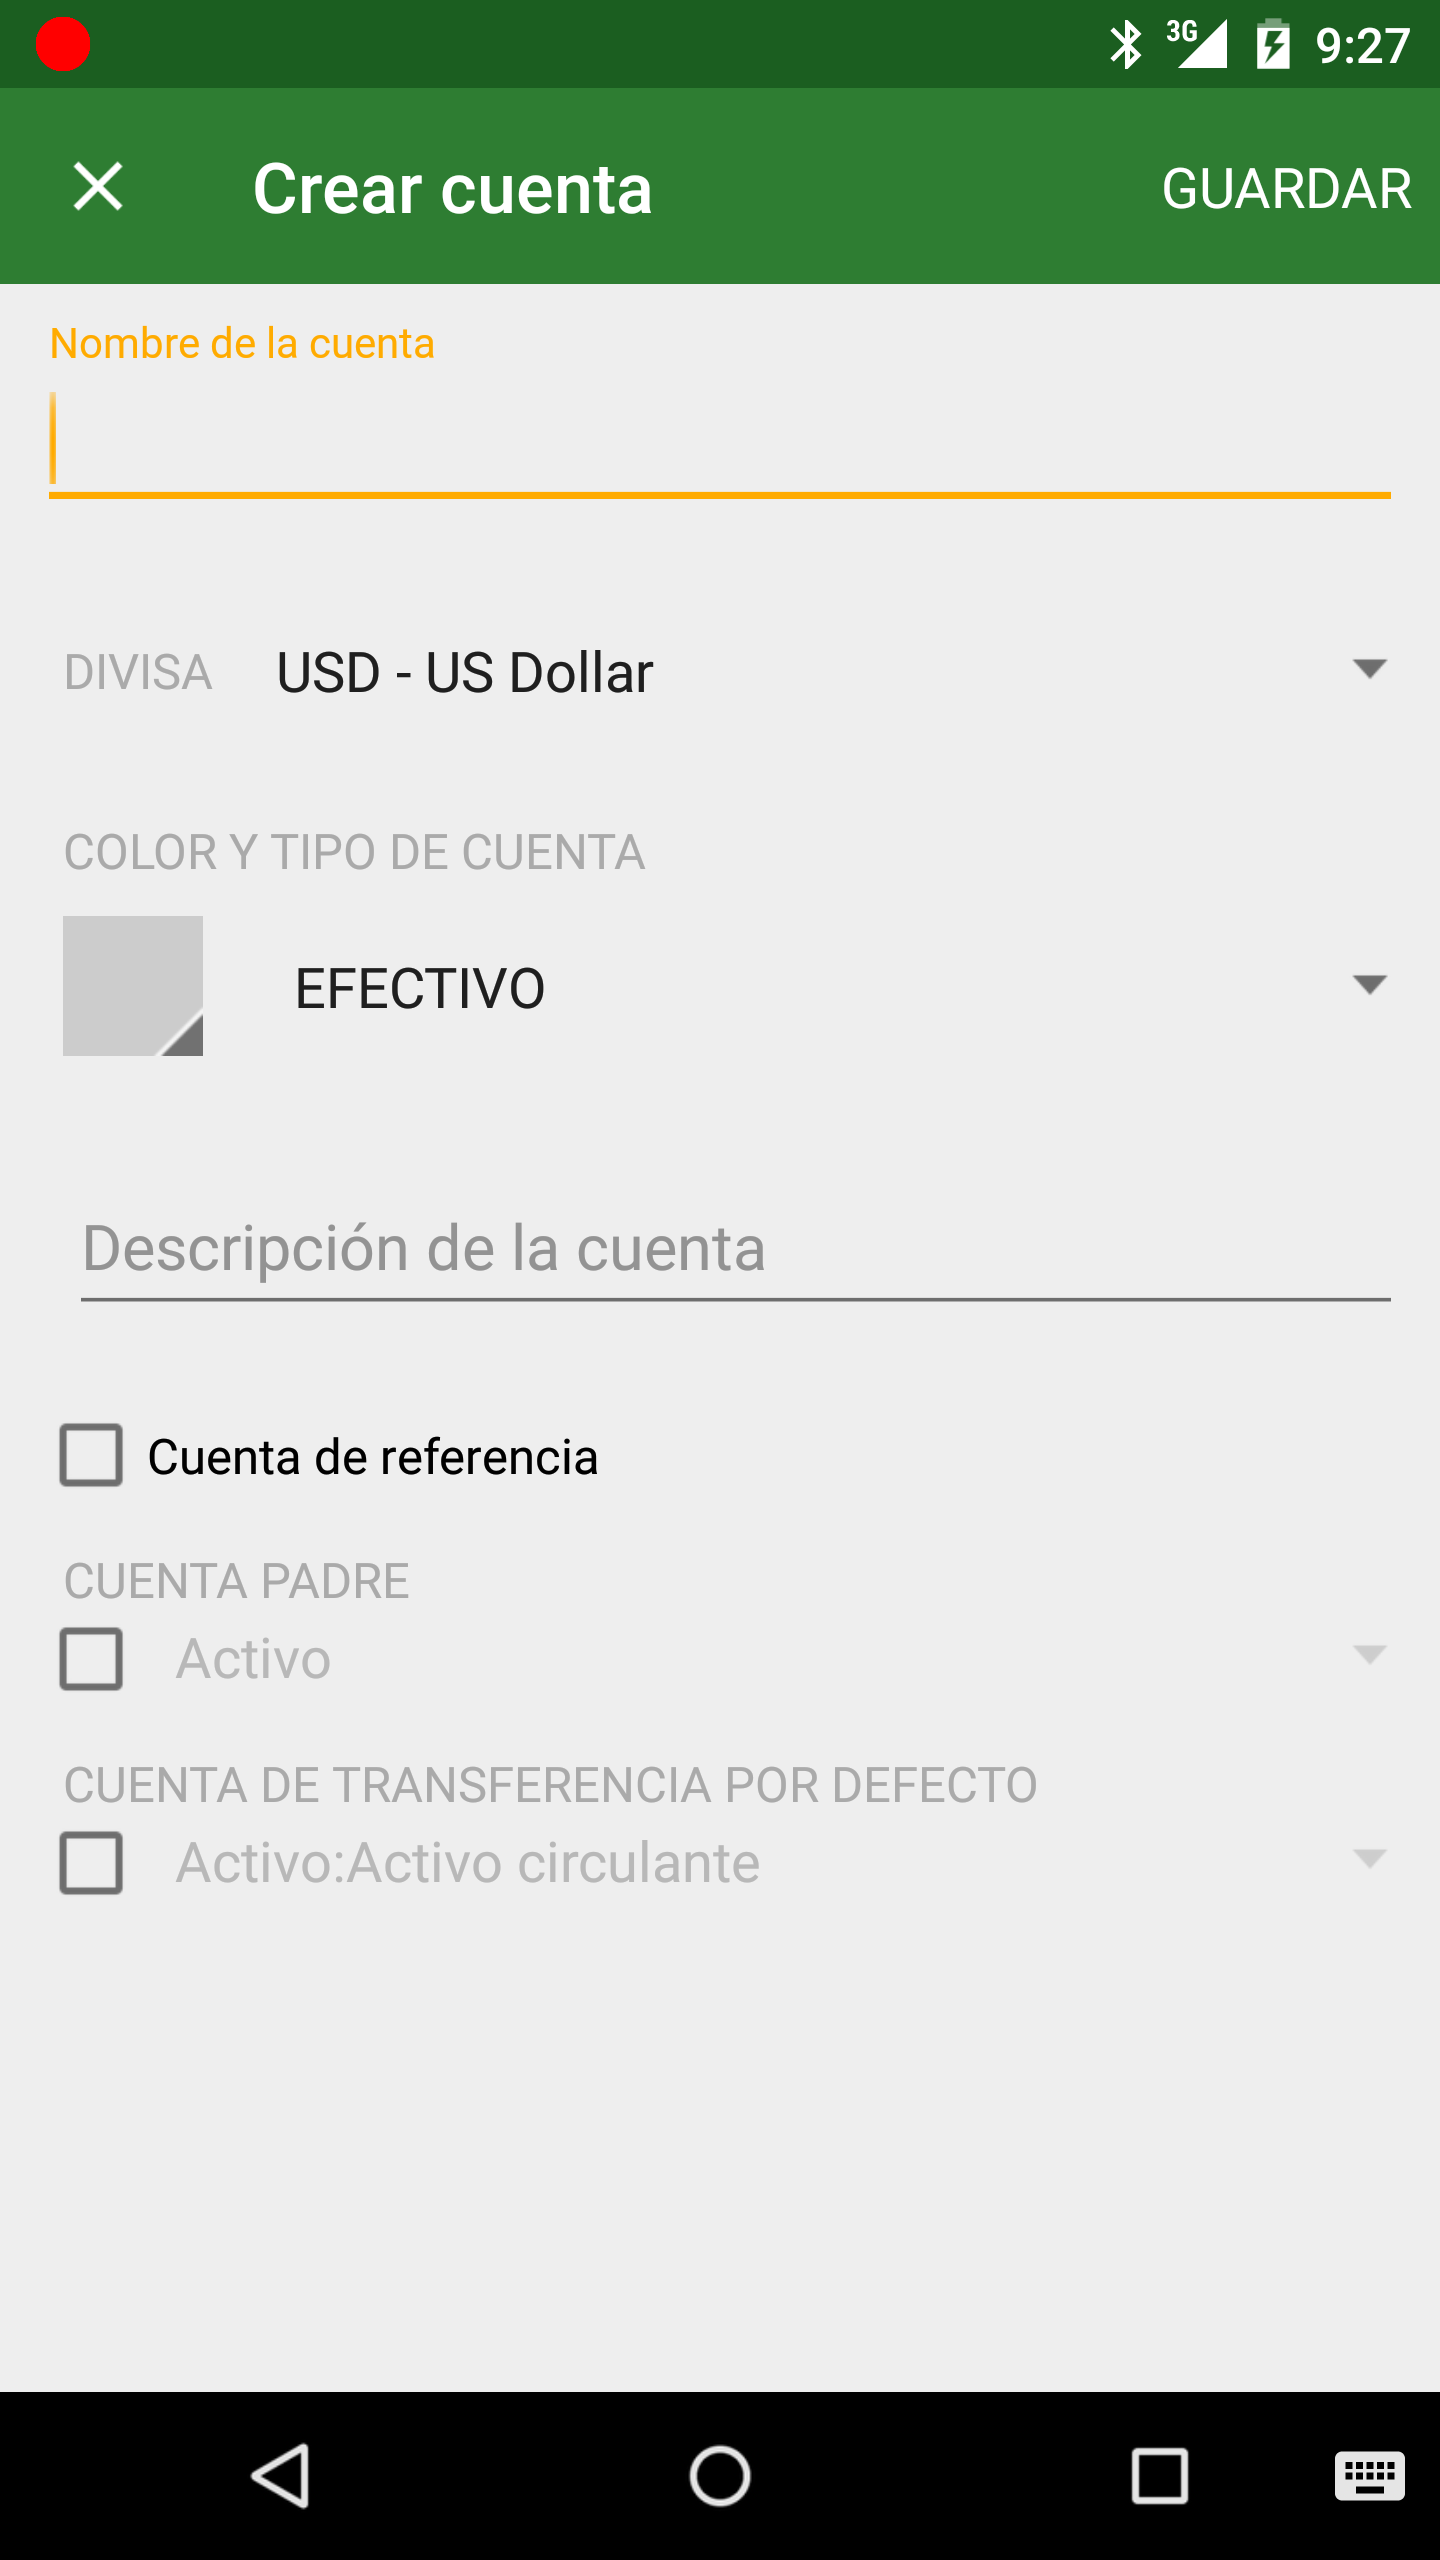 3G 9:27
Crear cuenta GUARDAR
Nombre de la cuenta
DIVISA USD - US Dollar
COLOR Y TIPO DE CUENTA
EFECTIVO
Descripción de la cuenta
Cuenta de referencia
CUENTA PADRE
Activo
CUENTA DE TRANSFERENCIA POR DEFECTO
Activo:Activo circulante